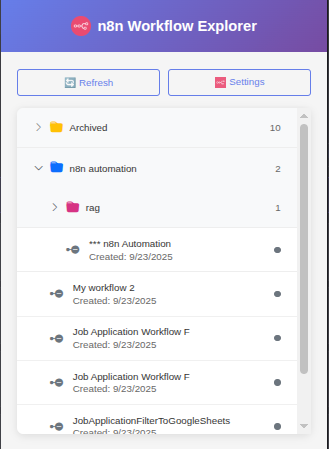 n8n Workflow Explorer
Refresh
Settings
Archived 10
n8n automation 2
rag 1
*** n8n Automation
Created: 9/23/2025
My workflow 2
Created: 9/23/2025
Job Application Workflow F
Created: 9/23/2025
Job Application Workflow F
Created: 9/23/2025
JobApplicationFilterToGoogleSheets
Created: 9/23/2025